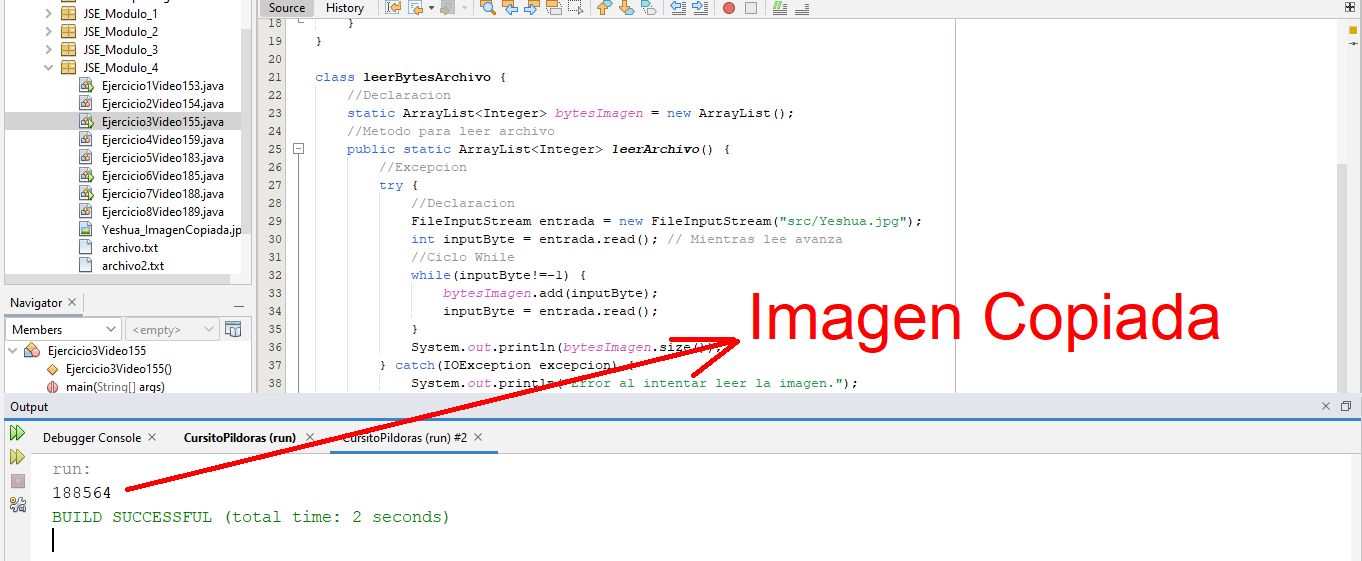 Source
History
JSE_Modulo_1
JSE_Modulo_2
JSE_Modulo_3
JSE_Modulo_4
Ejercicio1Video153.java
Ejercicio2Video154.java
Ejercicio3Video155.java
Ejercicio4Video159.java
Ejercicio5Video183.java
Ejercicio6Video185.java
Ejercicio7Video188.java
Ejercicio8Video189.java
Yeshua_ImagenCopiada.jp
archivo.txt
archivo2.txt
Navigator
Members
<empty>
Ejercicio3Video155
Ejercicio3Video155()
main(String[] args)
18 }
19 }
20
21 class leerBytesArchivo {
22 //Declaracion
23 static ArrayList<Integer> bytesImagen = new ArrayList();
24 //Metodo para leer archivo
25 public static ArrayList<Integer> leerArchivo() {
26 //Excepcion
27 try {
28 //Declaracion
29 FileInputStream entrada = new FileInputStream("src/Yeshua.jpg");
30 int inputByte = entrada.read(); // Mientras lee avanza
31 //Ciclo While
32 while(inputByte!=-1) {
33 bytesImagen.add(inputByte);
34 inputByte = entrada.read();
35 }
36 System.out.println(bytesImagen.size());
37 } catch(IOException excepcion) {
38 System.out.println("Error al intentar leer la imagen.");
Imagen Copiada
Output
Debugger Console
CursitoPildoras (run)
CursitoPildoras (run) #2
run:
188564
BUILD SUCCESSFUL (total time: 2 seconds)